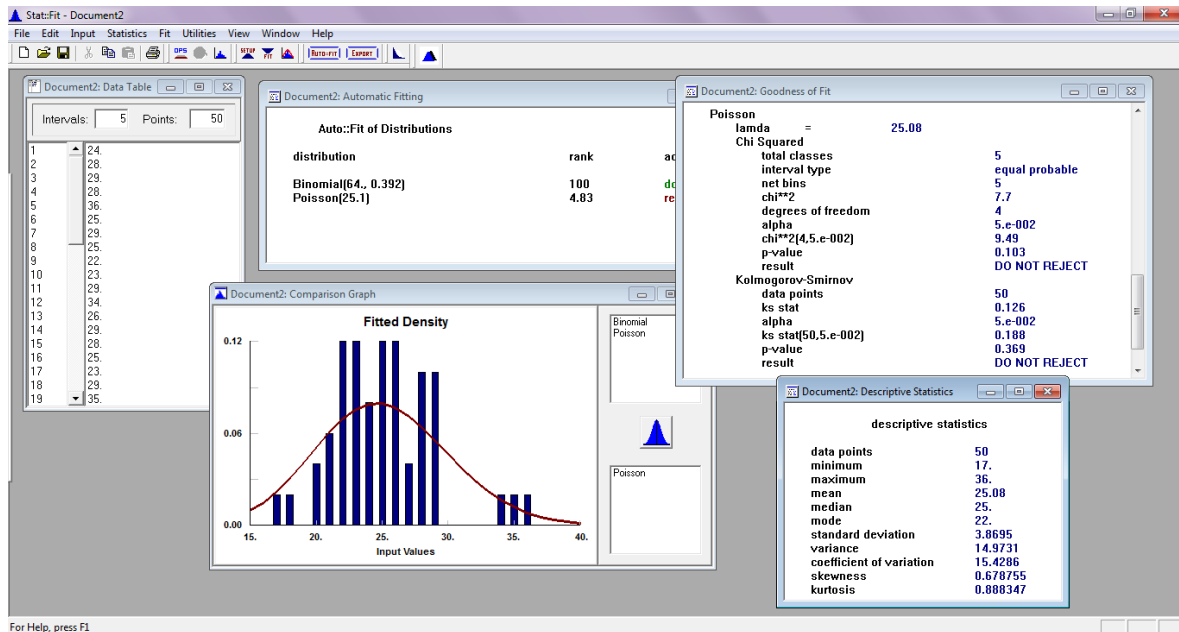 Stat::Fit - Document2
File Edit Input Statistics Fit Utilities View Window Help
DPS SETUP FIT AUTO-FIT EXPORT
Document2: Data Table
Intervals: 5 Points: 50
1 24.
2 28.
3 29.
4 28.
5 36.
6 25.
7 29.
8 25.
9 22.
10 23.
11 29.
12 34.
13 26.
14 29.
15 28.
16 25.
17 23.
18 29.
19 35.
Document2: Automatic Fitting
Auto::Fit of Distributions
distribution rank
Binomial(64., 0.392) 100
Poisson(25.1) 4.83
Document2: Comparison Graph
Fitted Density
0.12
0.06
0.00
15. 20. 25. 30. 35. 40.
Input Values
Binomial
Poisson
Poisson
Document2: Goodness of Fit
Poisson
lamda = 25.08
Chi Squared
total classes 5
interval type equal probable
net bins 5
chi**2 7.7
degrees of freedom 4
alpha 5.e-002
chi**2(4,5.e-002) 9.49
p-value 0.103
result DO NOT REJECT
Kolmogorov-Smirnov
data points 50
ks stat 0.126
alpha 5.e-002
ks stat(50,5.e-002) 0.188
p-value 0.369
result DO NOT REJECT
Document2: Descriptive Statistics
descriptive statistics
data points 50
minimum 17.
maximum 36.
mean 25.08
median 25.
mode 22.
standard deviation 3.8695
variance 14.9731
coefficient of variation 15.4286
skewness 0.678755
kurtosis 0.888347
For Help, press F1